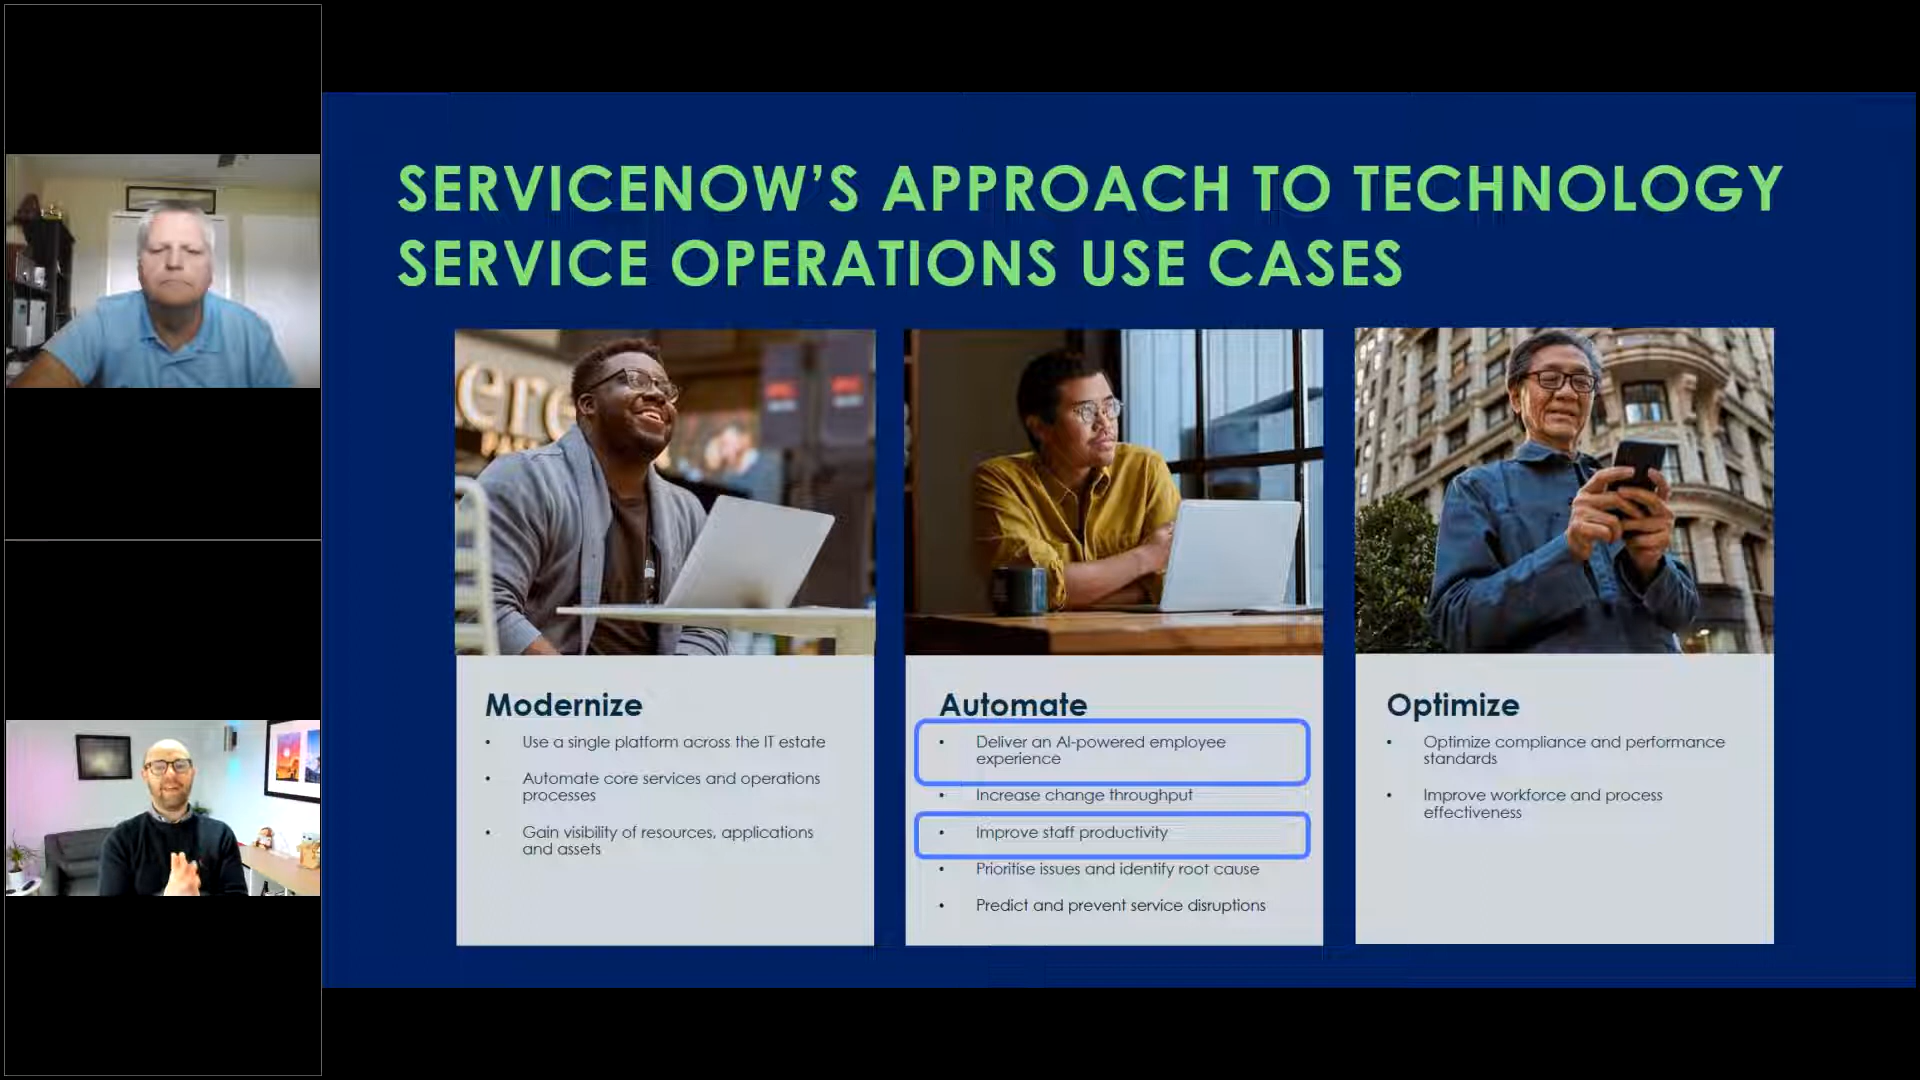 SERVICENOW’S APPROACH TO TECHNOLOGY
SERVICE OPERATIONS USE CASES
ere
Modernize
• Use a single platform across the IT estate
• Automate core services and operations
processes
• Gain visibility of resources, applications
and assets
Automate
• Deliver an AI-powered employee
experience
• Increase change throughput
• Improve staff productivity
• Prioritise issues and identify root cause
• Predict and prevent service disruptions
Optimize
• Optimize compliance and performance
standards
• Improve workforce and process
effectiveness